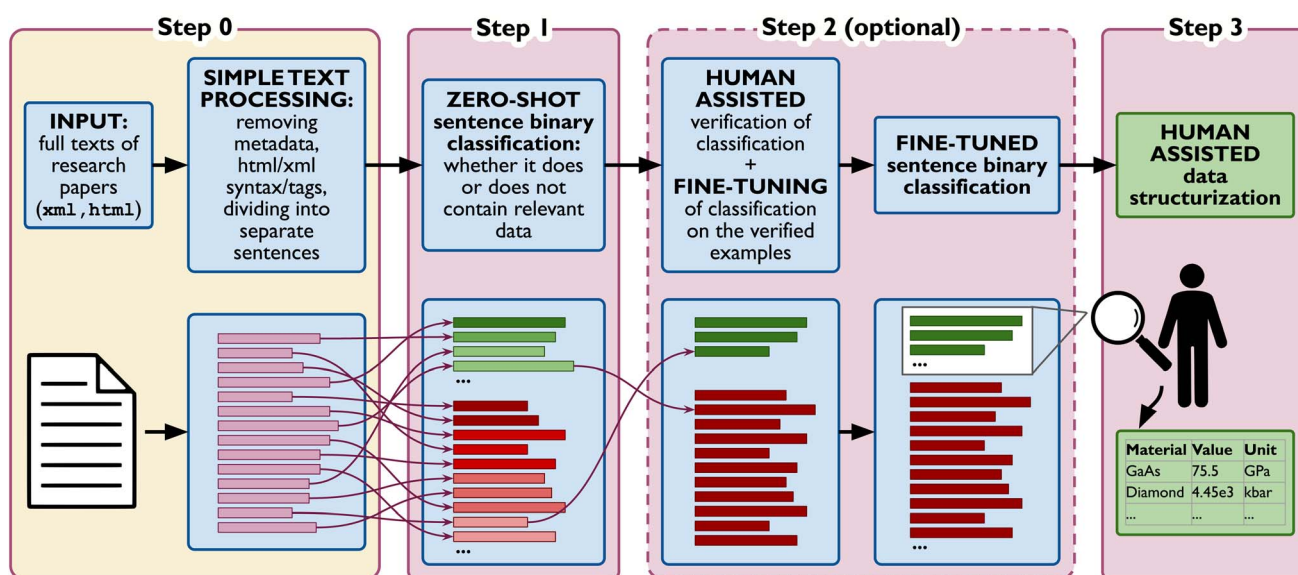 Step 0
INPUT:
full texts of
research
papers
(xml,html)
SIMPLE TEXT
PROCESSING:
removing
metadata,
html/xml
syntax/tags,
dividing into
separate
sentences
Step 1
ZERO-SHOT
sentence binary
classification:
whether it does
or does not
contain relevant
data
...
...
Step 2 (optional)
HUMAN
ASSISTED
verification of
classification
+
FINE-TUNING
of classification
on the verified
examples
FINE-TUNED
sentence binary
classification
...
...
Step 3
HUMAN
ASSISTED
data
structurization
Material Value Unit
GaAs 75.5 GPa
Diamond 4.45e3 kbar
... ... ...